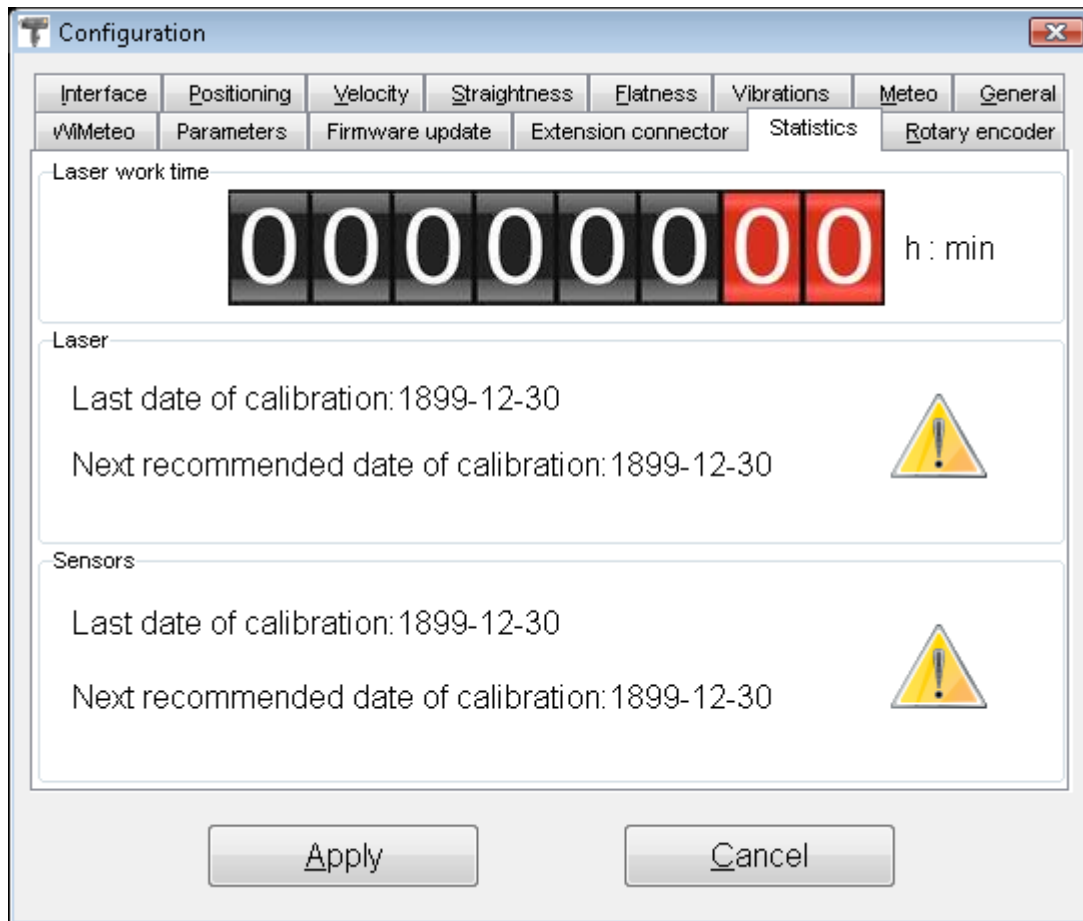 Configuration
Interface Positioning Velocity Straightness Flatness Vibrations Meteo General
WiMeteo Parameters Firmware update Extension connector Statistics Rotary encoder
Laser work time
00000000 h : min
Laser
Last date of calibration:1899-12-30
Next recommended date of calibration:1899-12-30
Sensors
Last date of calibration:1899-12-30
Next recommended date of calibration:1899-12-30
Apply Cancel